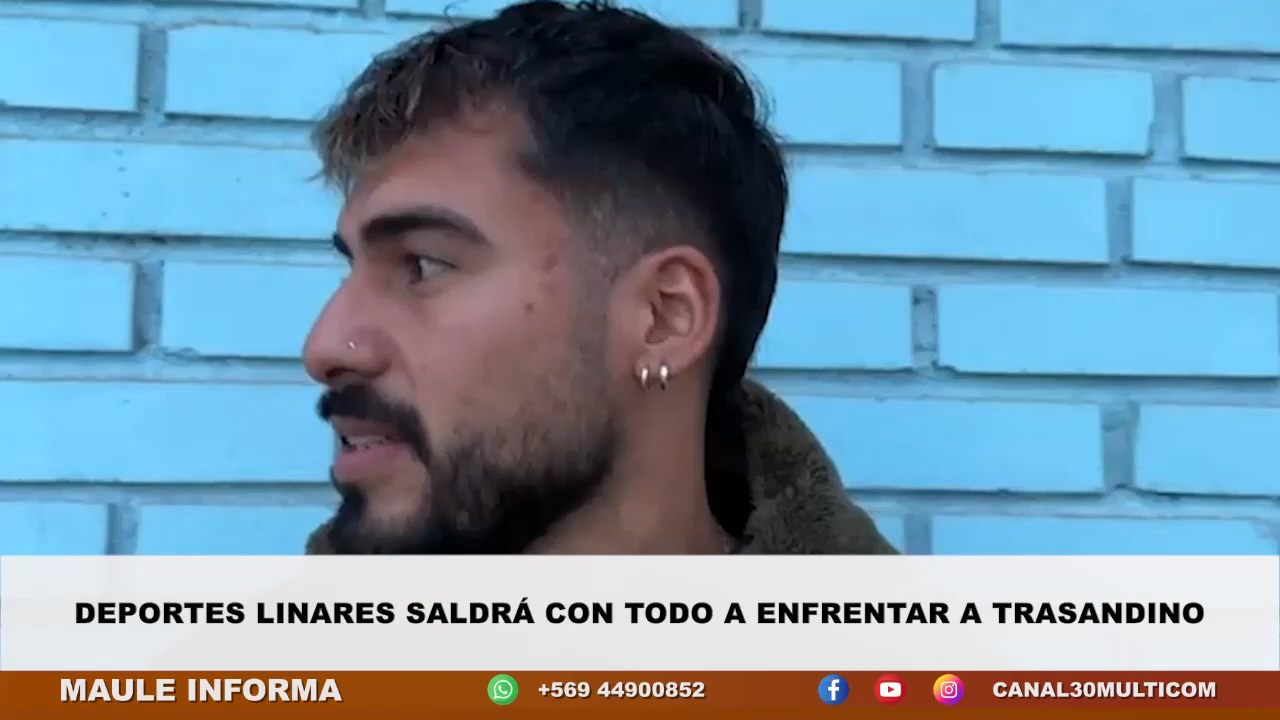 DEPORTES LINARES SALDRÁ CON TODO A ENFRENTAR A TRASANDINO
MAULE INFORMA +569 44900852 CANAL30MULTICOM